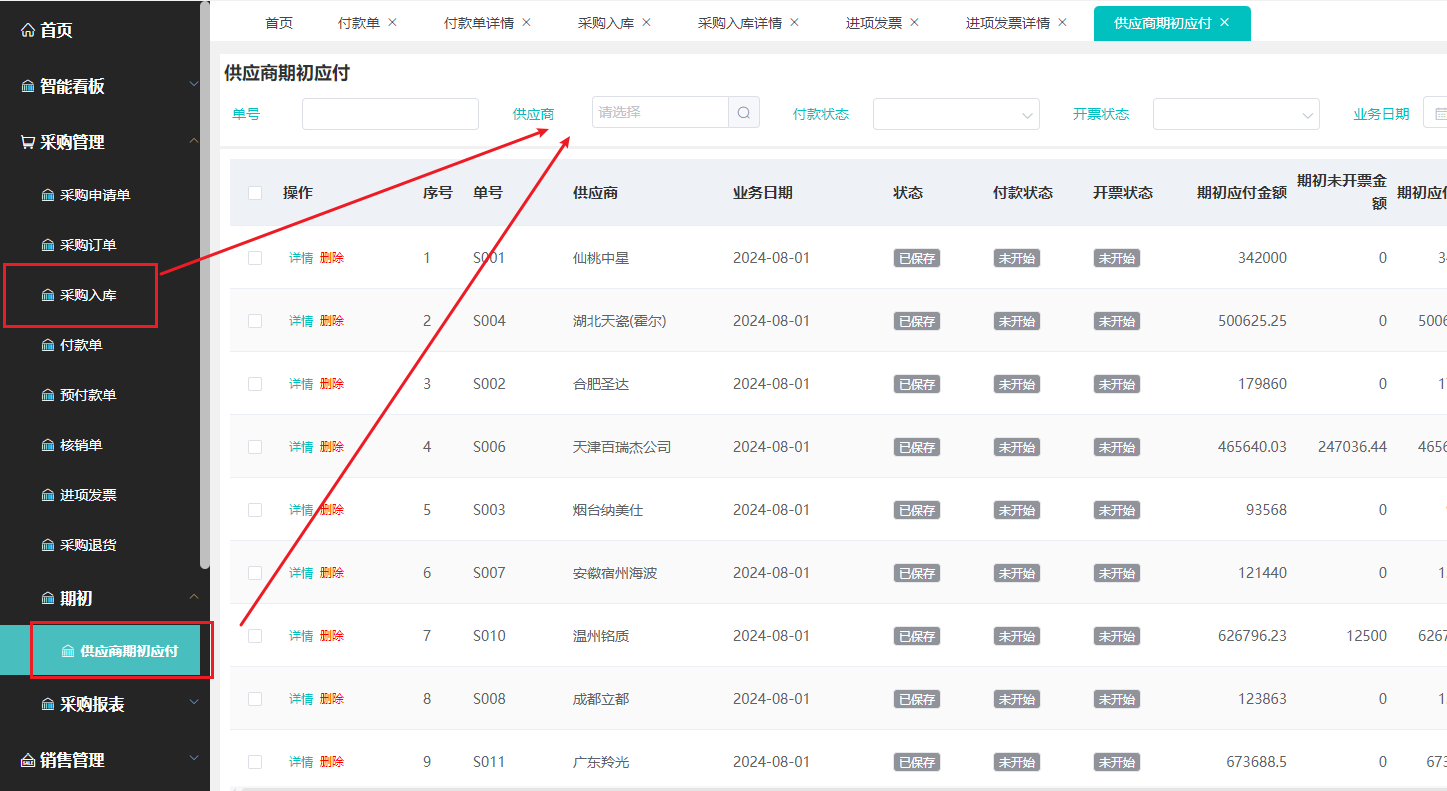 首页
智能看板
采购管理
采购申请单
采购订单
采购入库
付款单
预付款单
核销单
进项发票
采购退货
期初
供应商期初应付
采购报表
销售管理
首页 付款单 付款单详情 采购入库 采购入库详情 进项发票 进项发票详情 供应商期初应付
供应商期初应付
单号 供应商 请选择 付款状态 开票状态 业务日期
操作 序号 单号 供应商 业务日期 状态 付款状态 开票状态 期初应付金额 期初未开票金额 期初应
详情 删除 1 S001 仙桃中星 2024-08-01 已保存 未开始 未开始 342000 0
详情 删除 2 S004 湖北天瓷(霍尔) 2024-08-01 已保存 未开始 未开始 500625.25 0 5006
详情 删除 3 S002 合肥圣达 2024-08-01 已保存 未开始 未开始 179860 0
详情 删除 4 S006 天津百瑞杰公司 2024-08-01 已保存 未开始 未开始 465640.03 247036.44 4656
详情 删除 5 S003 烟台纳美仕 2024-08-01 已保存 未开始 未开始 93568 0
详情 删除 6 S007 安徽宿州海波 2024-08-01 已保存 未开始 未开始 121440 0
详情 删除 7 S010 温州铭质 2024-08-01 已保存 未开始 未开始 626796.23 12500 6267
详情 删除 8 S008 成都立都 2024-08-01 已保存 未开始 未开始 123863 0
详情 删除 9 S011 广东羚光 2024-08-01 已保存 未开始 未开始 673688.5 0 673